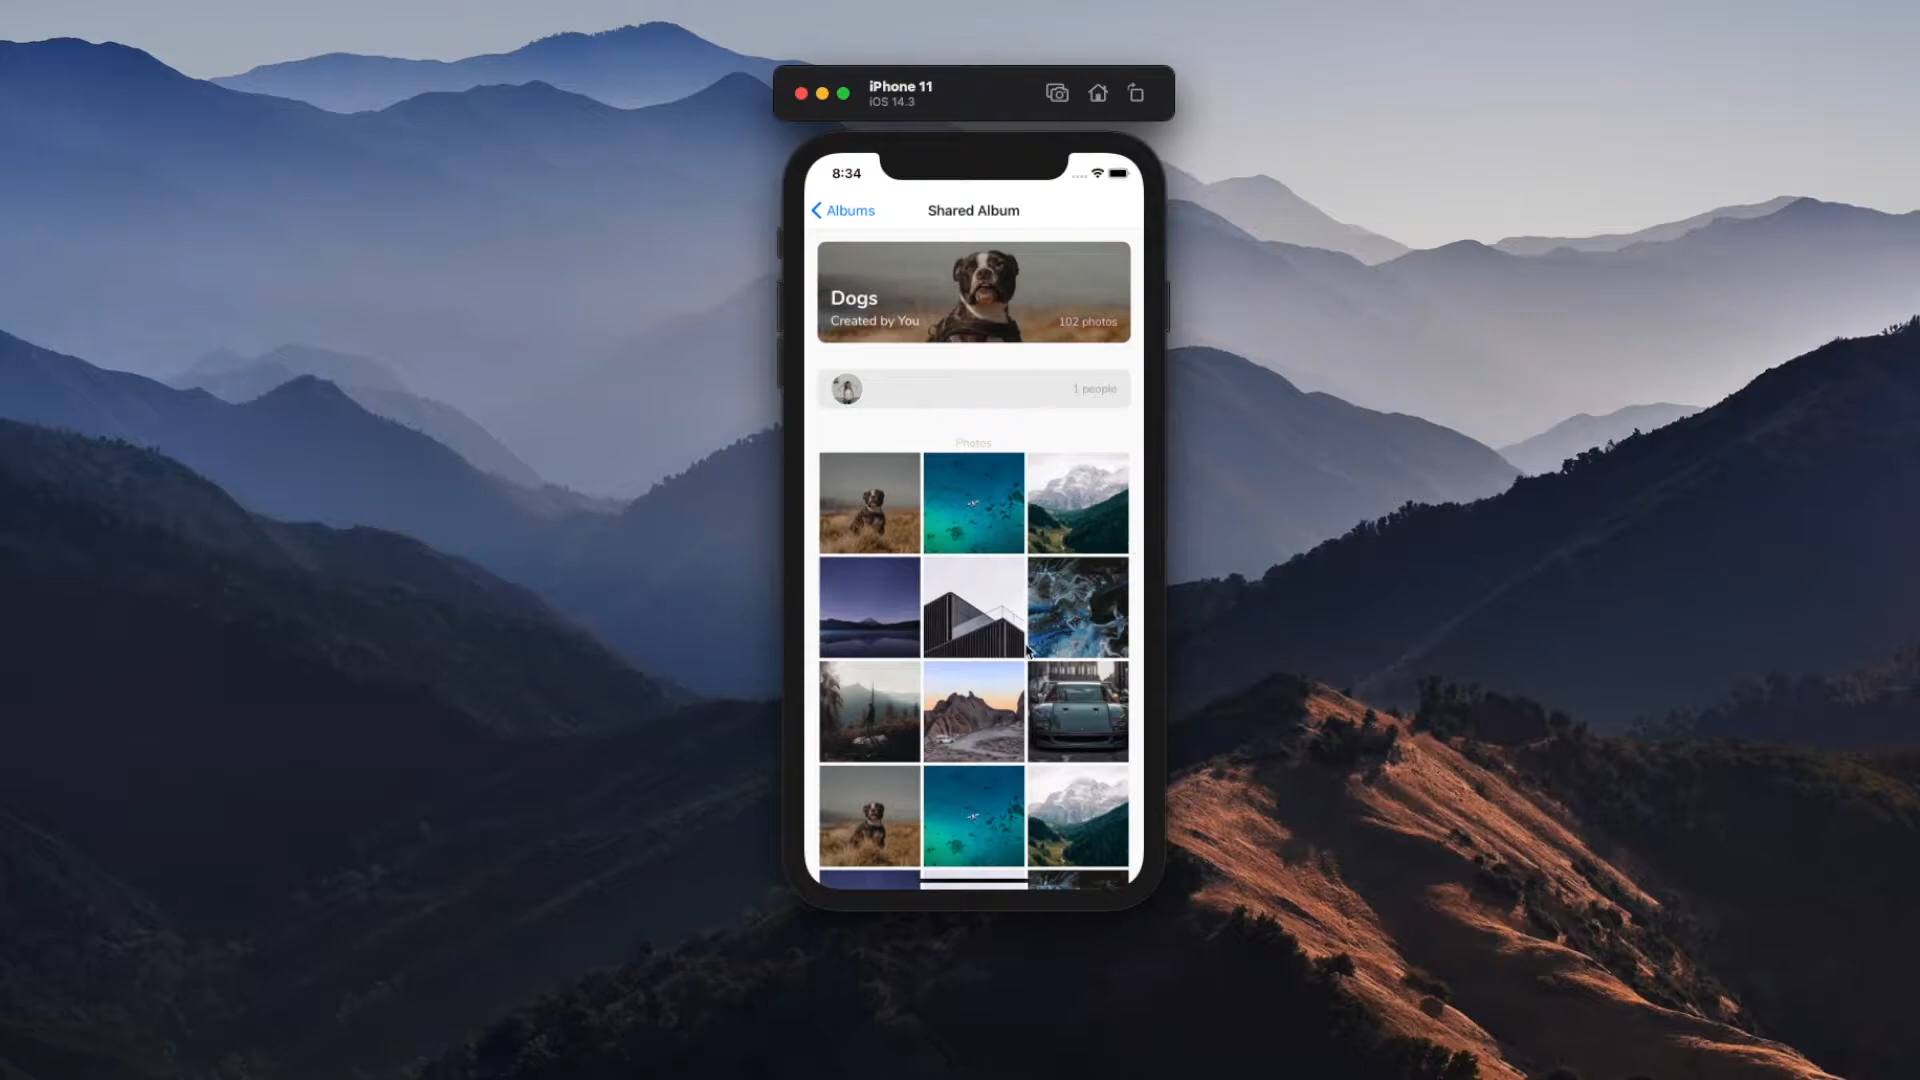 iPhone 11
iOS 14.3
8:34
Albums
Shared Album
Dogs
Created by You
102 photos
1 people
Photos